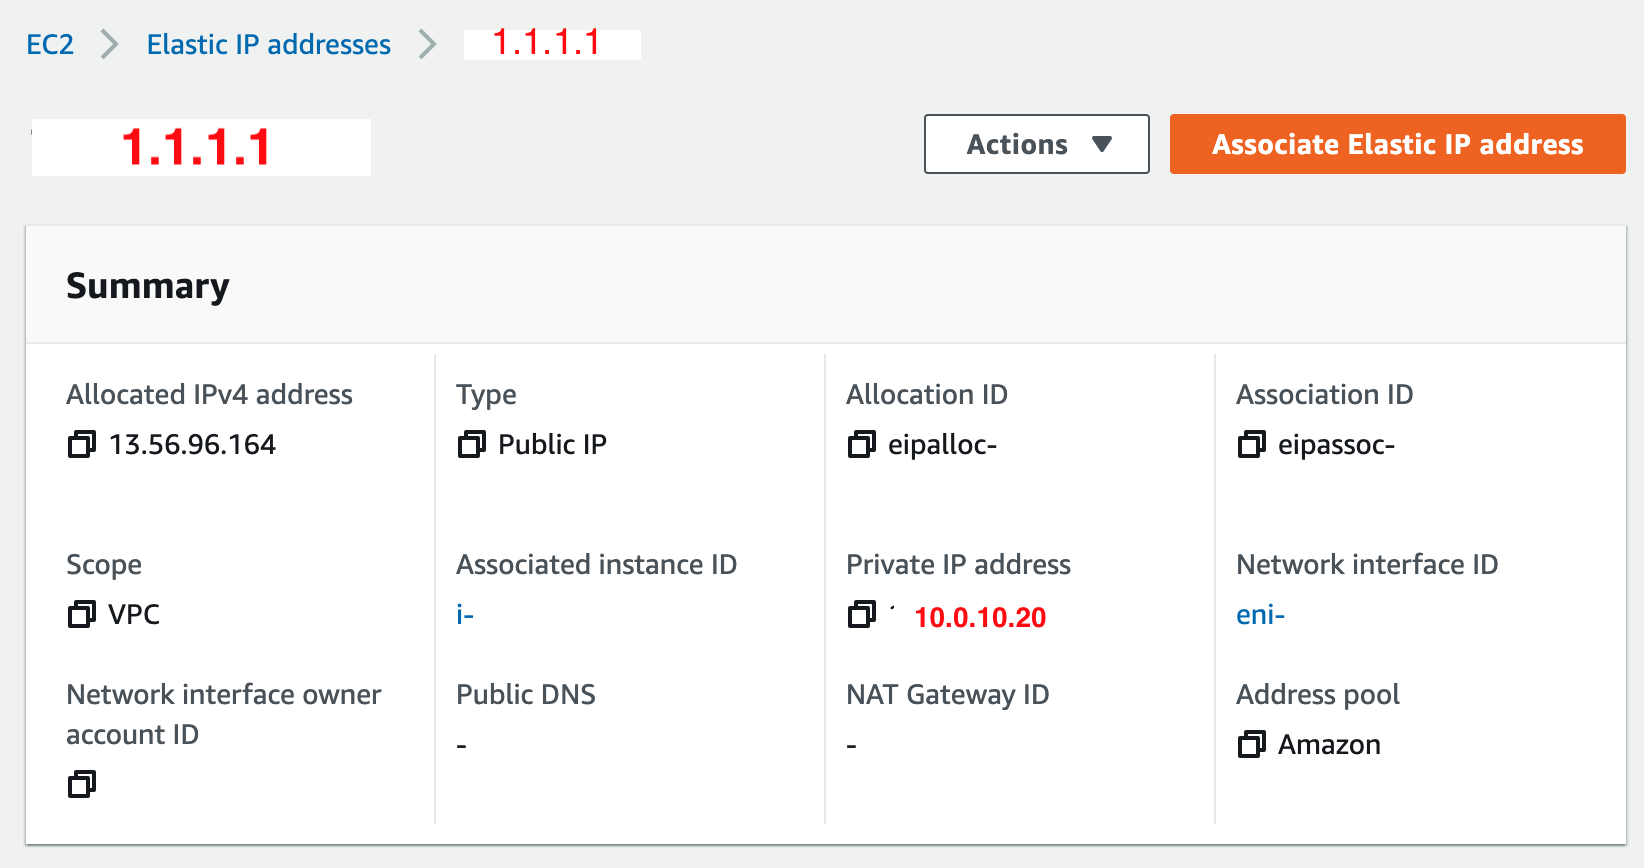 EC2 > Elastic IP addresses > 1.1.1.1
1.1.1.1
Actions ▼
Associate Elastic IP address
Summary
Allocated IPv4 address
13.56.96.164
Type
Public IP
Allocation ID
eipalloc-
Association ID
eipassoc-
Scope
VPC
Associated instance ID
i-
Private IP address
10.0.10.20
Network interface ID
eni-
Network interface owner
account ID
Public DNS
-
NAT Gateway ID
-
Address pool
Amazon